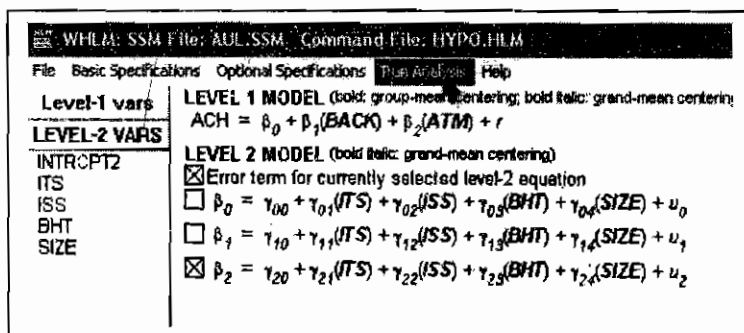 WHLM: SSM File: AUL.SSM. Command File: HYPO.HLM
File Basic Specifications Optional Specifications Run Analysis Help
Level-1 vars
LEVEL-2 VARS
INTRCPT2
ITS
ISS
BHT
SIZE
LEVEL 1 MODEL (bold: group-mean centering; bold italic: grand-mean centering
ACH = β₀ + β₁(BACK) + β₂(ATM) + r
LEVEL 2 MODEL (bold italic: grand-mean centering)
☒ Error term for currently selected level-2 equation
☐ β₀ = γ₀₀ + γ₀₁(ITS) + γ₀₂(ISS) + γ₀₃(BHT) + γ₀₄(SIZE) + u₀
☐ β₁ = γ₁₀ + γ₁₁(ITS) + γ₁₂(ISS) + γ₁₃(BHT) + γ₁₄(SIZE) + u₁
☒ β₂ = γ₂₀ + γ₂₁(ITS) + γ₂₂(ISS) + γ₂₃(BHT) + γ₂₄(SIZE) + u₂